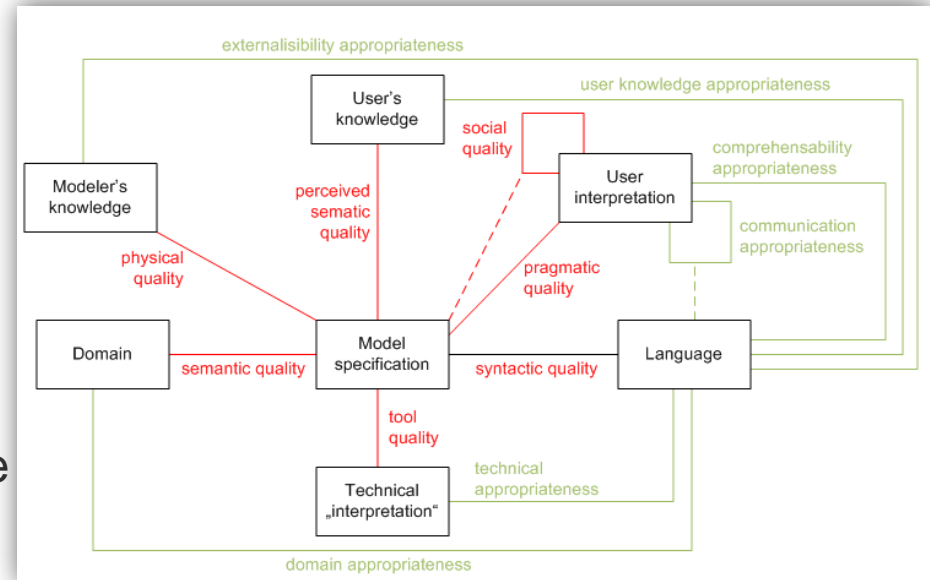 externalisibility appropriateness
user knowledge appropriateness
User's
knowledge
social
quality
comprehensability
appropriateness
User
interpretation
Modeler's
knowledge
perceived
sematic
quality
communication
appropriateness
physical
quality
pragmatic
quality
Domain
Model
specification
Language
semantic quality
syntactic quality
tool
quality
e
technical
appropriateness
Technical
„interpretation“
domain appropriateness